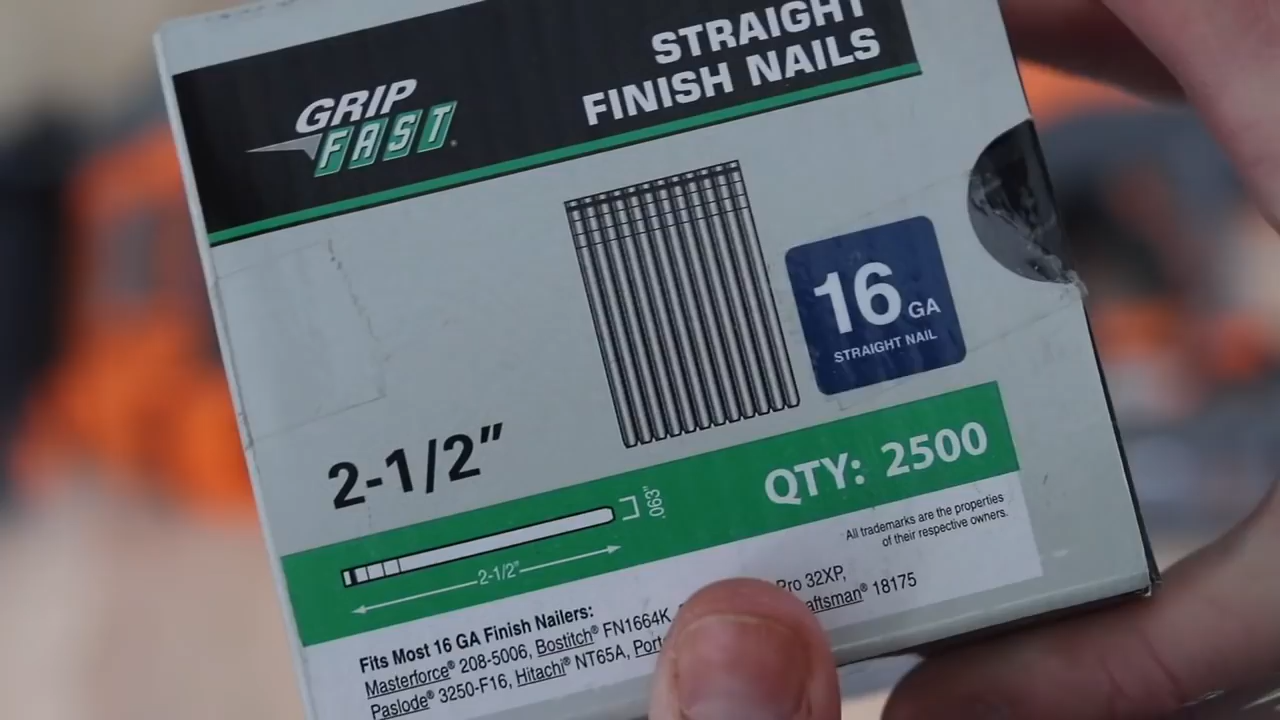 STRAIGHT
FINISH NAILS
GRIP
FAST
16 GA
STRAIGHT NAIL
2-1/2"
QTY: 2500
.063"
2-1/2"
All trademarks are the properties
of their respective owners.
Fits Most 16 GA Finish Nailers:
Masterforce® 208-5006, Bostitch® FN1664K, Pro 32XP,
Paslode® 3250-F16, Hitachi® NT65A, 18175